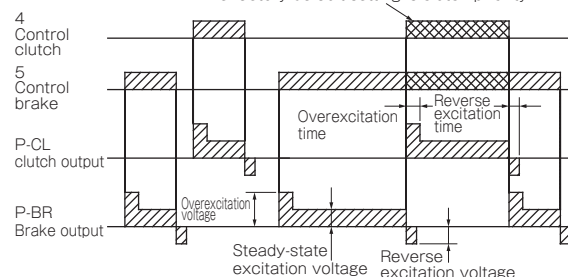 4
Control
clutch
5
Control
brake
Overexcitation
time
Reverse
excitation
time
P-CL
clutch output
Overexcitation
voltage
P-BR
Brake output
Steady-state
excitation voltage
Reverse
excitation voltage